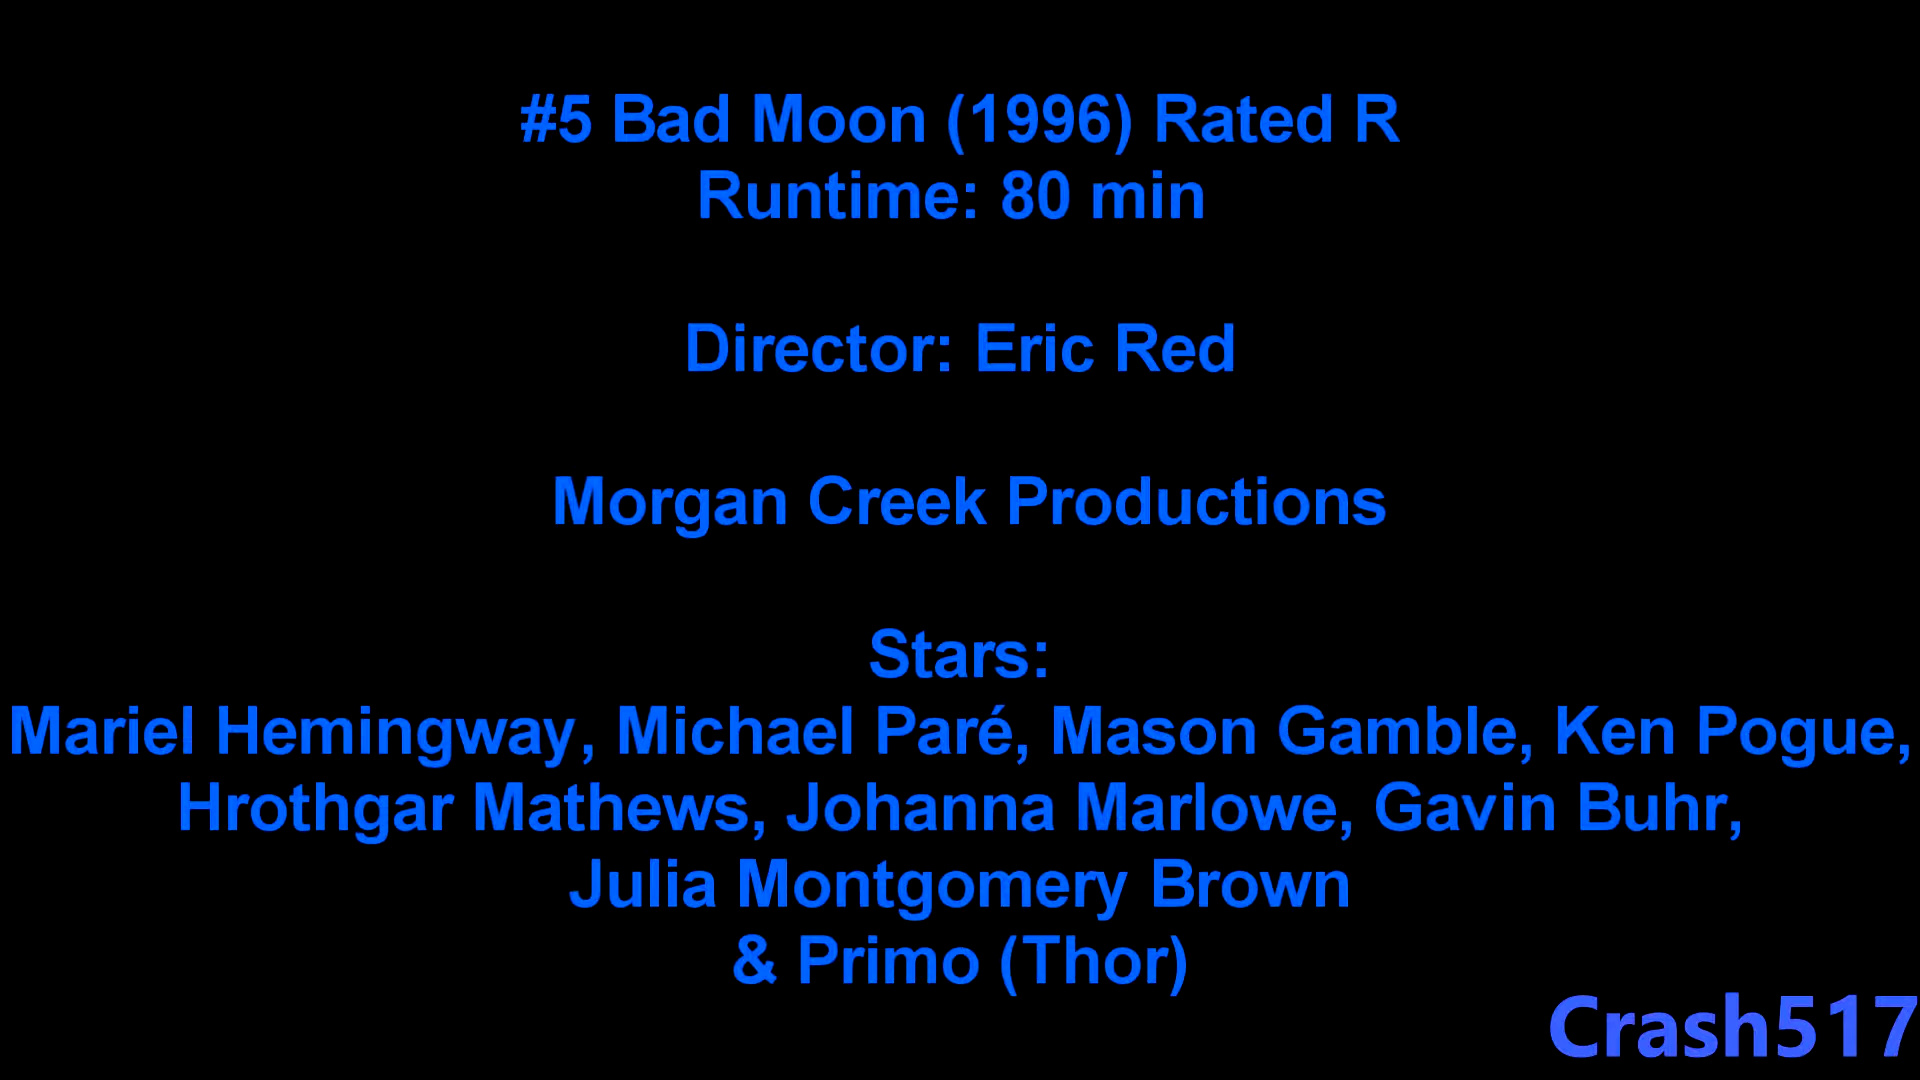 #5 Bad Moon (1996) Rated R
Runtime: 80 min
Director: Eric Red
Morgan Creek Productions
Stars:
Mariel Hemingway, Michael Paré, Mason Gamble, Ken Pogue,
Hrothgar Mathews, Johanna Marlowe, Gavin Buhr,
Julia Montgomery Brown
& Primo (Thor)
Crash517